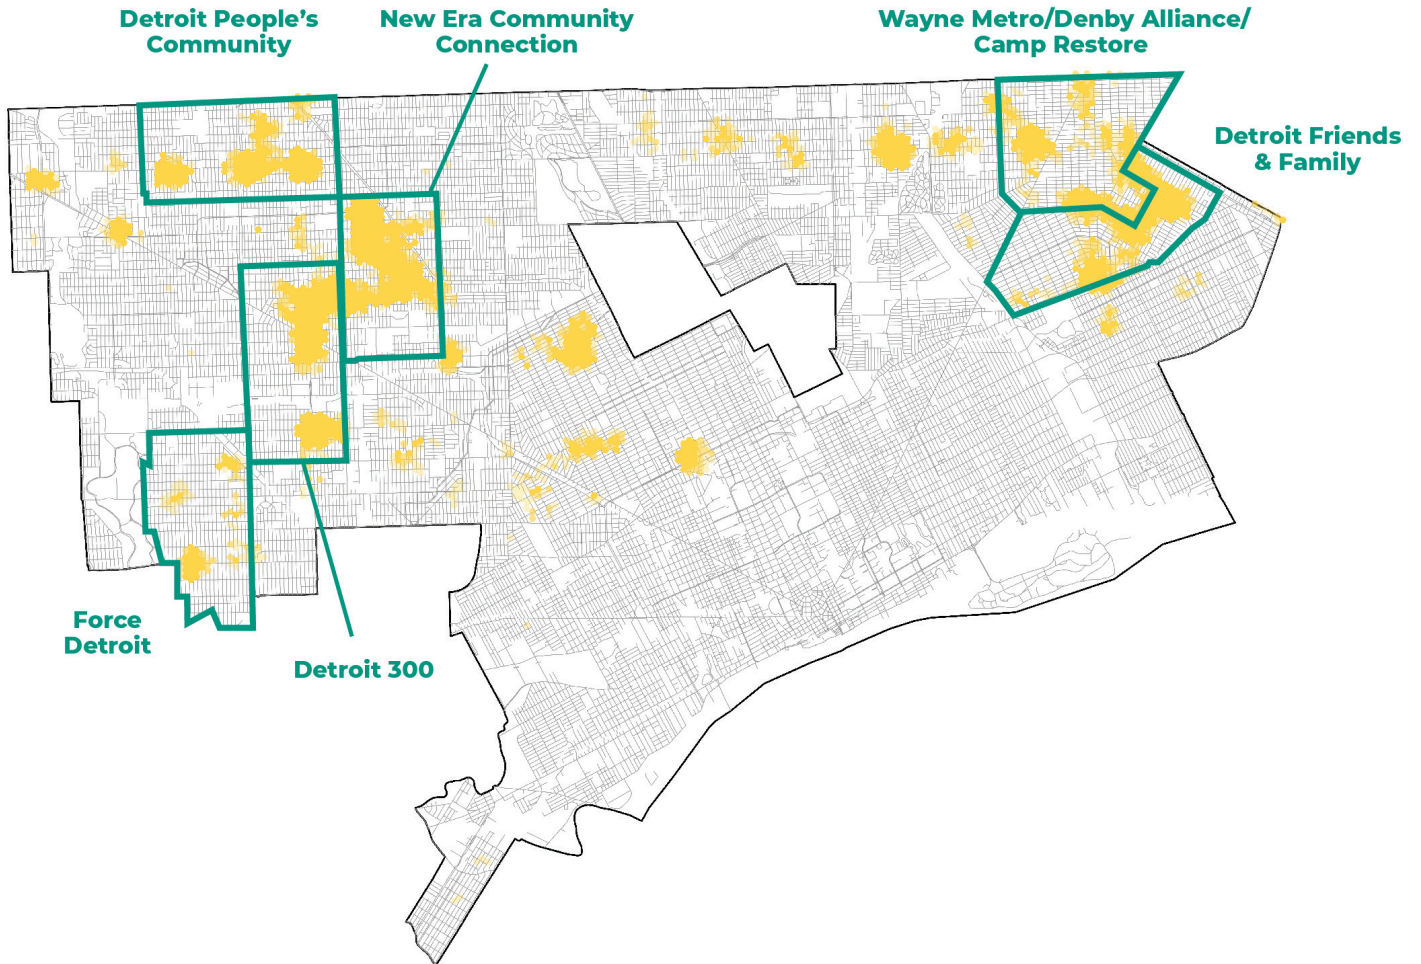 Detroit People’s
Community
New Era Community
Connection
Wayne Metro/Denby Alliance/
Camp Restore
Detroit Friends
& Family
Force
Detroit
Detroit 300